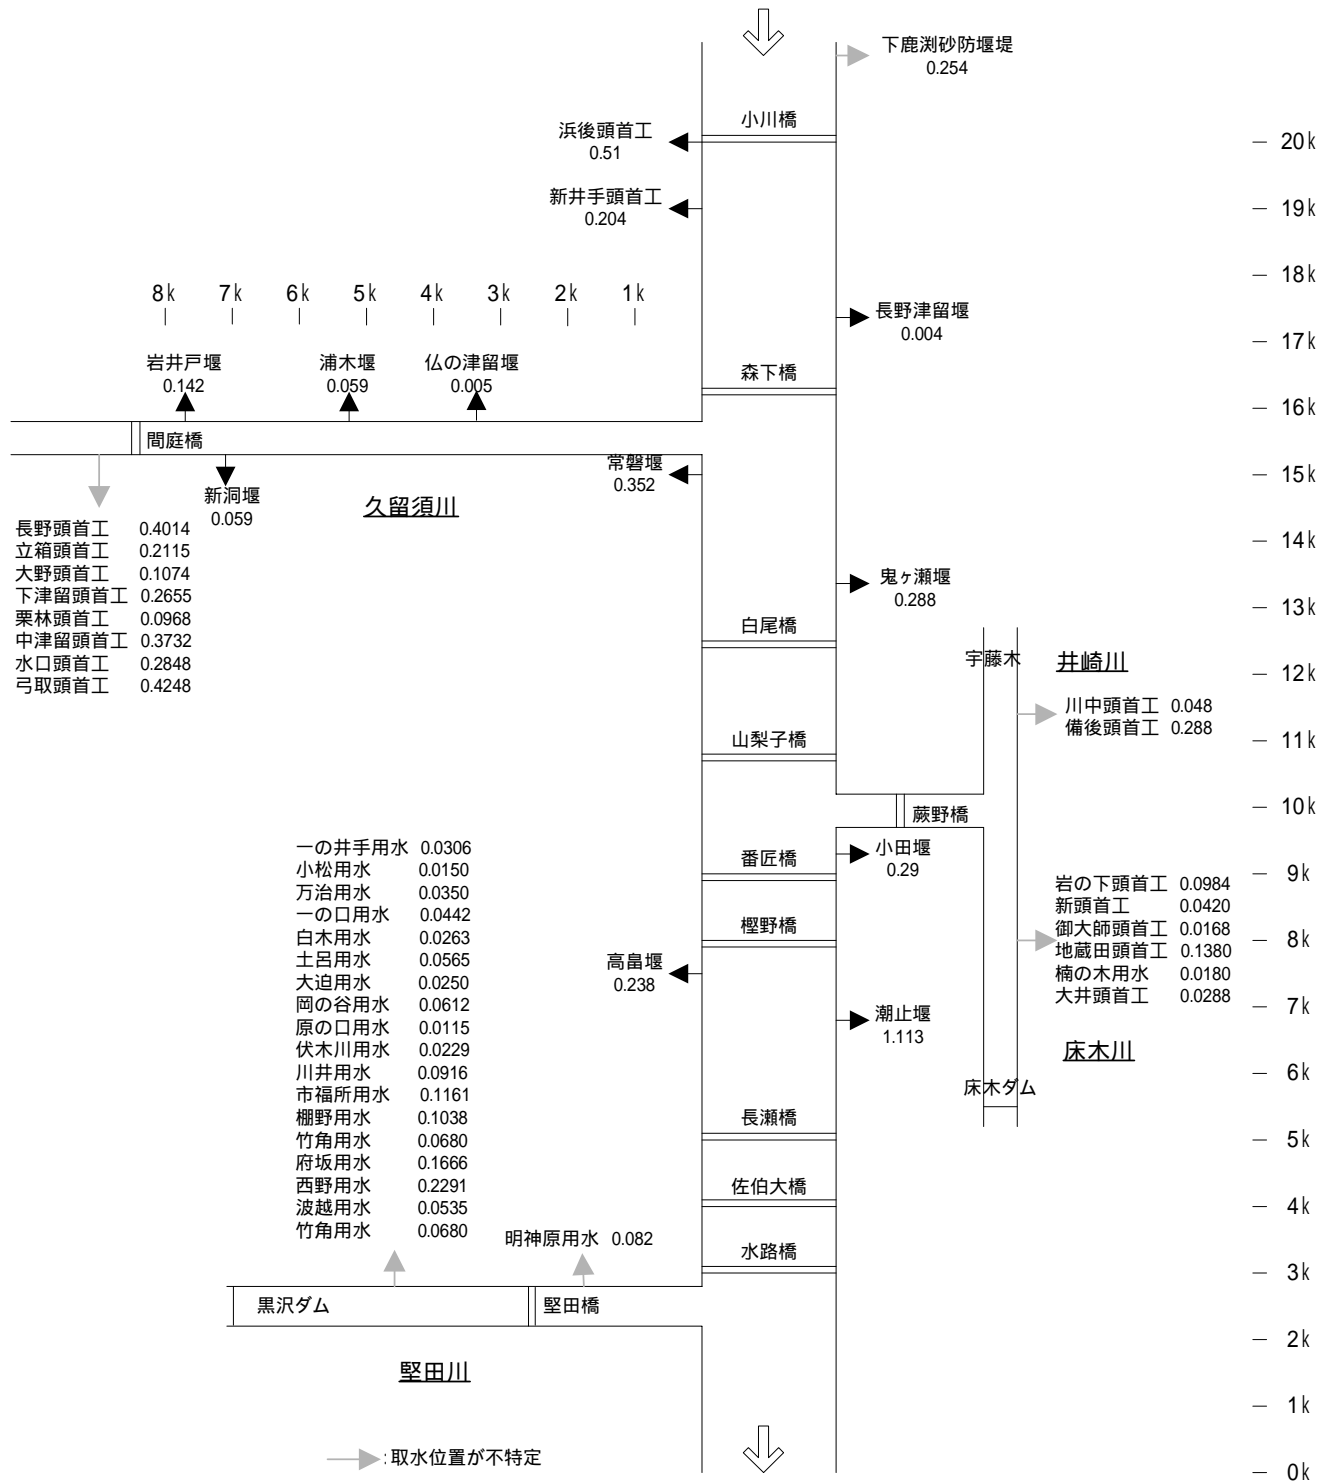 下鹿渕砂防堰堤
0.254
小川橋
浜後頭首工
0.51
20k
新井手頭首工
0.204
19k
18k
8k 7k 6k 5k 4k 3k 2k 1k
長野津留堰
0.004
17k
岩井戸堰
0.142
浦木堰
0.059
仏の津留堰
0.005
森下橋
16k
間庭橋
常磐堰
0.352
15k
新洞堰
0.059
久留須川
長野頭首工 0.4014
立箱頭首工 0.2115
大野頭首工 0.1074
下津留頭首工 0.2655
栗林頭首工 0.0968
中津留頭首工 0.3732
水口頭首工 0.2848
弓取頭首工 0.4248
14k
鬼ヶ瀬堰
0.288
13k
白尾橋
宇藤木
井崎川
12k
川中頭首工 0.048
備後頭首工 0.288
山梨子橋
11k
蕨野橋
10k
一の井手用水 0.0306
小松用水 0.0150
万治用水 0.0350
一の口用水 0.0442
白木用水 0.0263
土呂用水 0.0565
大迫用水 0.0250
岡の谷用水 0.0612
原の口用水 0.0115
伏木川用水 0.0229
川井用水 0.0916
市福所用水 0.1161
棚野用水 0.1038
竹角用水 0.0680
府坂用水 0.1666
西野用水 0.2291
波越用水 0.0535
竹角用水 0.0680
番匠橋
小田堰
0.29
9k
岩の下頭首工 0.0984
新頭首工 0.0420
御大師頭首工 0.0168
地蔵田頭首工 0.1380
楠の木用水 0.0180
大井頭首工 0.0288
樫野橋
8k
高畠堰
0.238
7k
潮止堰
1.113
床木川
6k
床木ダム
長瀬橋
5k
佐伯大橋
4k
明神原用水 0.082
水路橋
3k
黒沢ダム
堅田橋
2k
堅田川
1k
:取水位置が不特定
0k